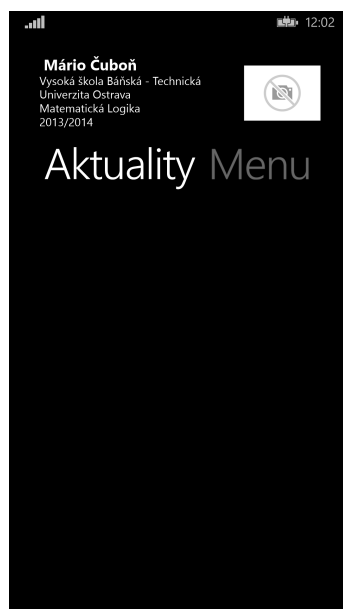 12:02
Mário Čuboň
Vysoká škola Báňská - Technická
Univerzita Ostrava
Matematická Logika
2013/2014
Aktuality Menu